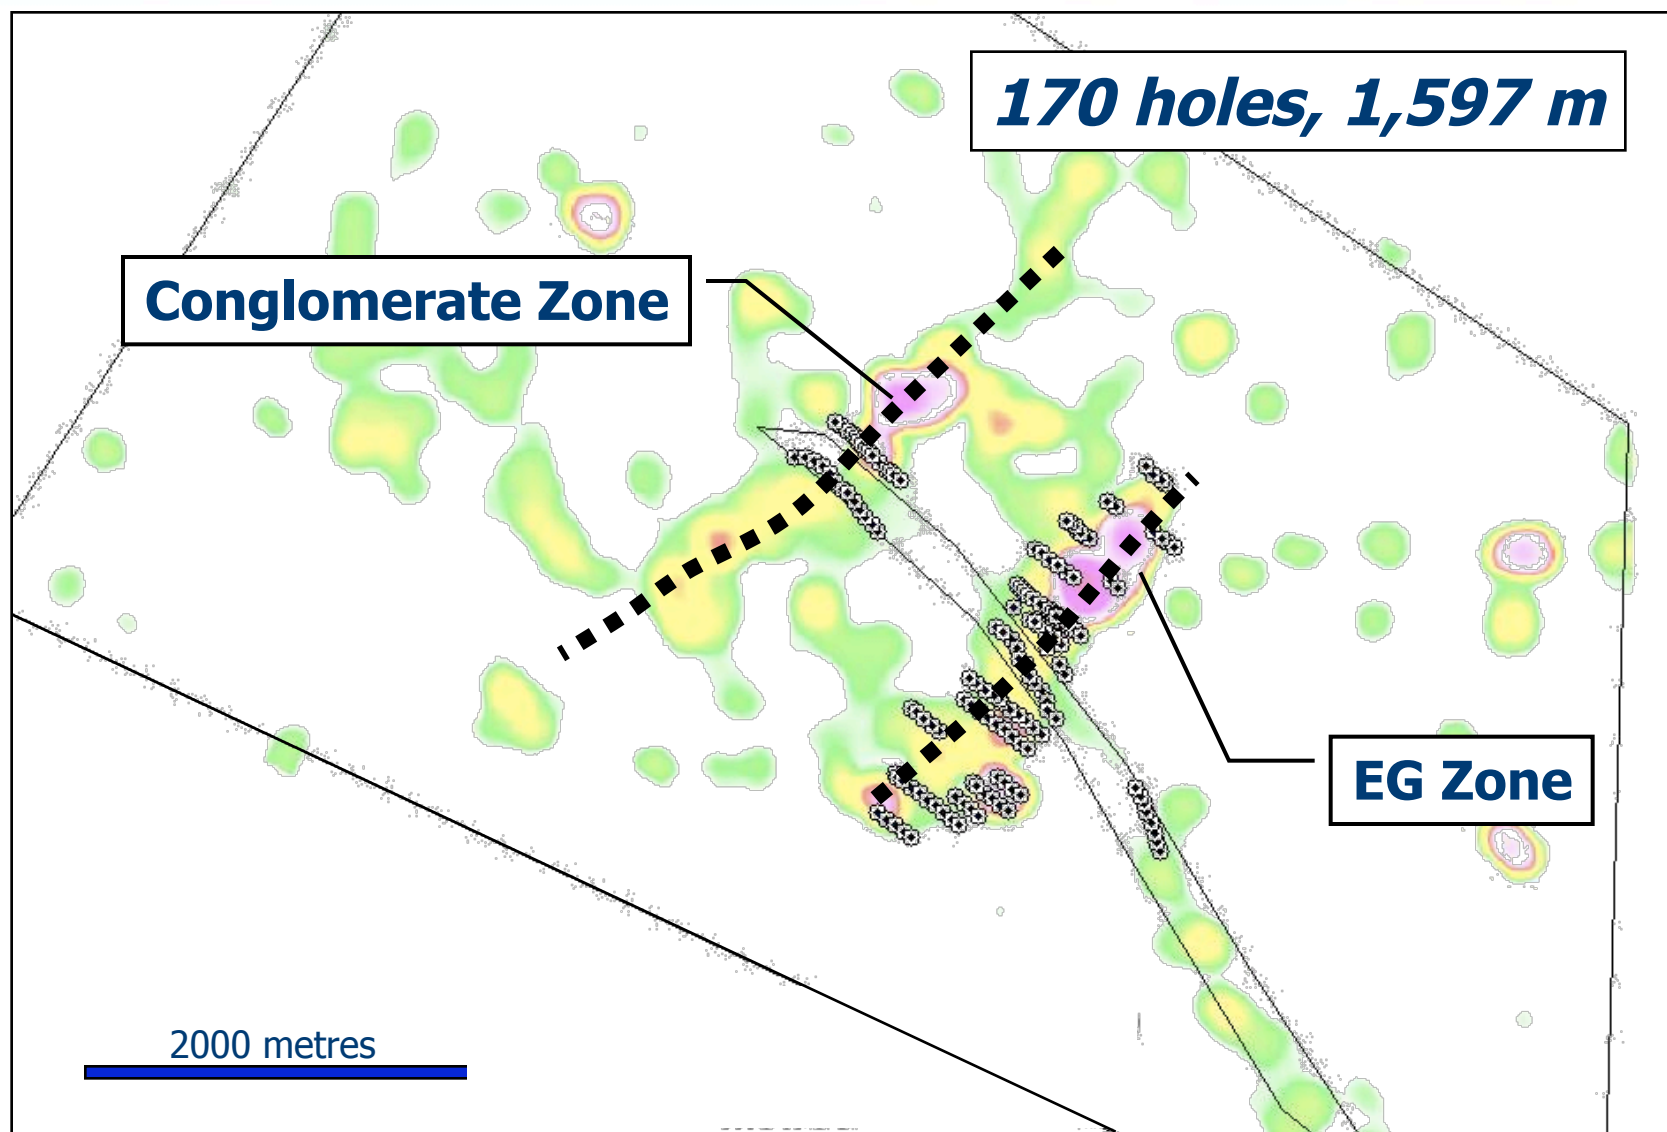 170 holes, 1,597 m
Conglomerate Zone
EG Zone
2000 metres